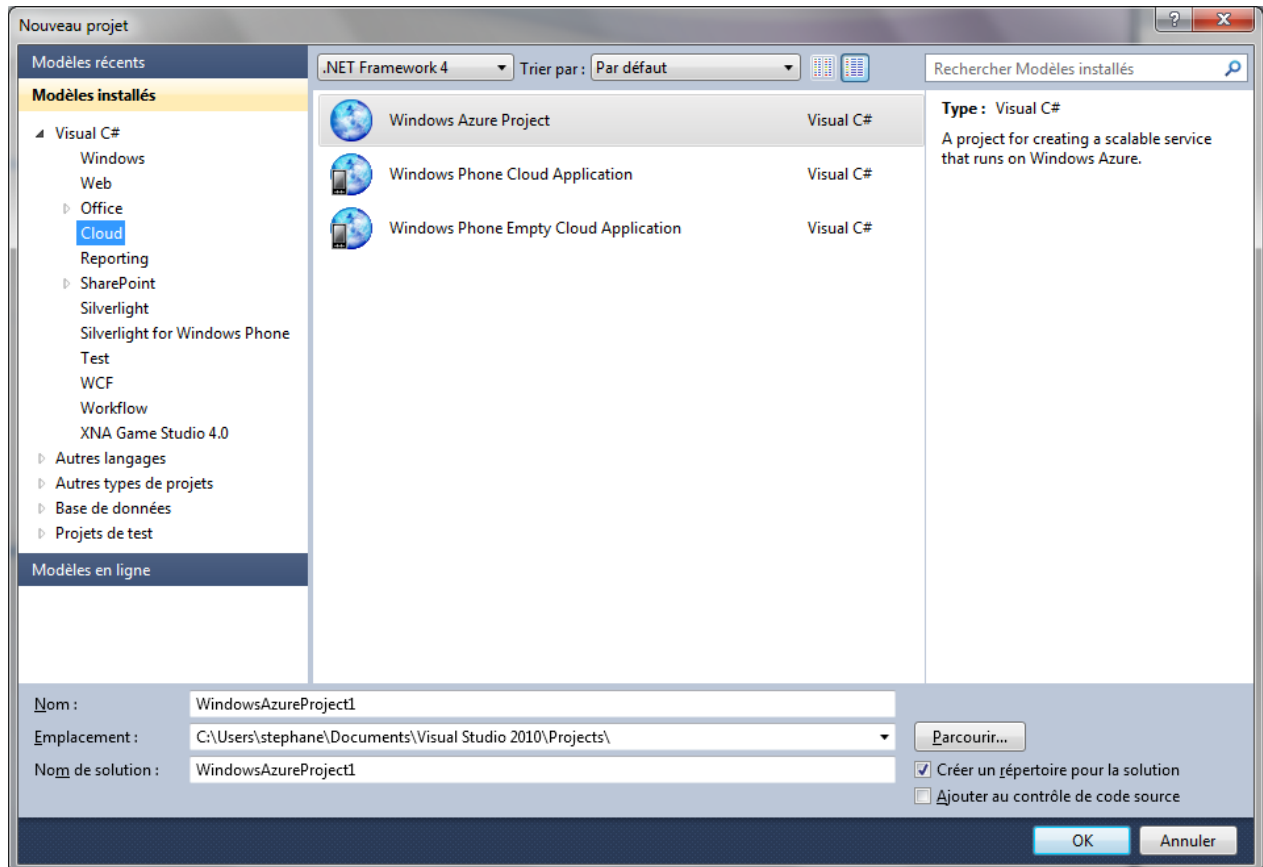 Nouveau projet
?
Modèles récents
.NET Framework 4
Trier par : Par défaut
Rechercher Modèles installés
Modèles installés
Visual C#
Windows
Web
Office
Cloud
Reporting
SharePoint
Silverlight
Silverlight for Windows Phone
Test
WCF
Workflow
XNA Game Studio 4.0
Autres langages
Autres types de projets
Base de données
Projets de test
Modèles en ligne
Windows Azure Project Visual C#
Windows Phone Cloud Application Visual C#
Windows Phone Empty Cloud Application Visual C#
Type : Visual C#
A project for creating a scalable service
that runs on Windows Azure.
Nom : WindowsAzureProject1
Emplacement : C:\Users\stephane\Documents\Visual Studio 2010\Projects\
Parcourir...
Nom de solution : WindowsAzureProject1
Créer un répertoire pour la solution
Ajouter au contrôle de code source
OK Annuler